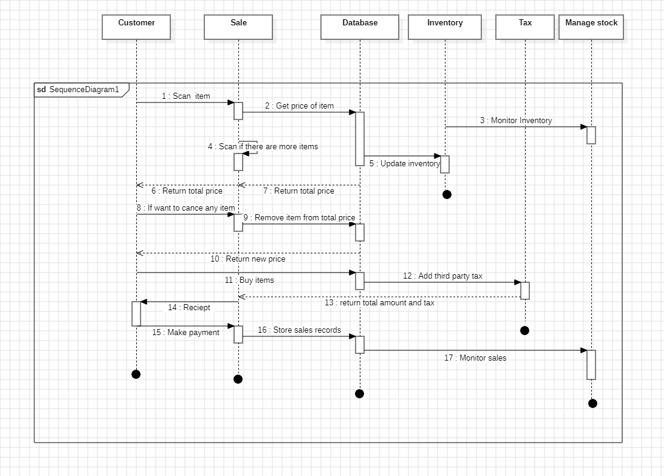 Customer
Sale
Database
Inventory
Tax
Manage stock
sd SequenceDiagram1
1 : Scan item
2 : Get price of item
3 : Monitor Inventory
4 : Scan if there are more items
5 : Update inventory
6 : Return total price
7 : Return total price
8 : If want to cance any item
9 : Remove item from total price
10 : Return new price
11 : Buy items
12 : Add third party tax
13 : return total amount and tax
14 : Reciept
15 : Make payment
16 : Store sales records
17 : Monitor sales